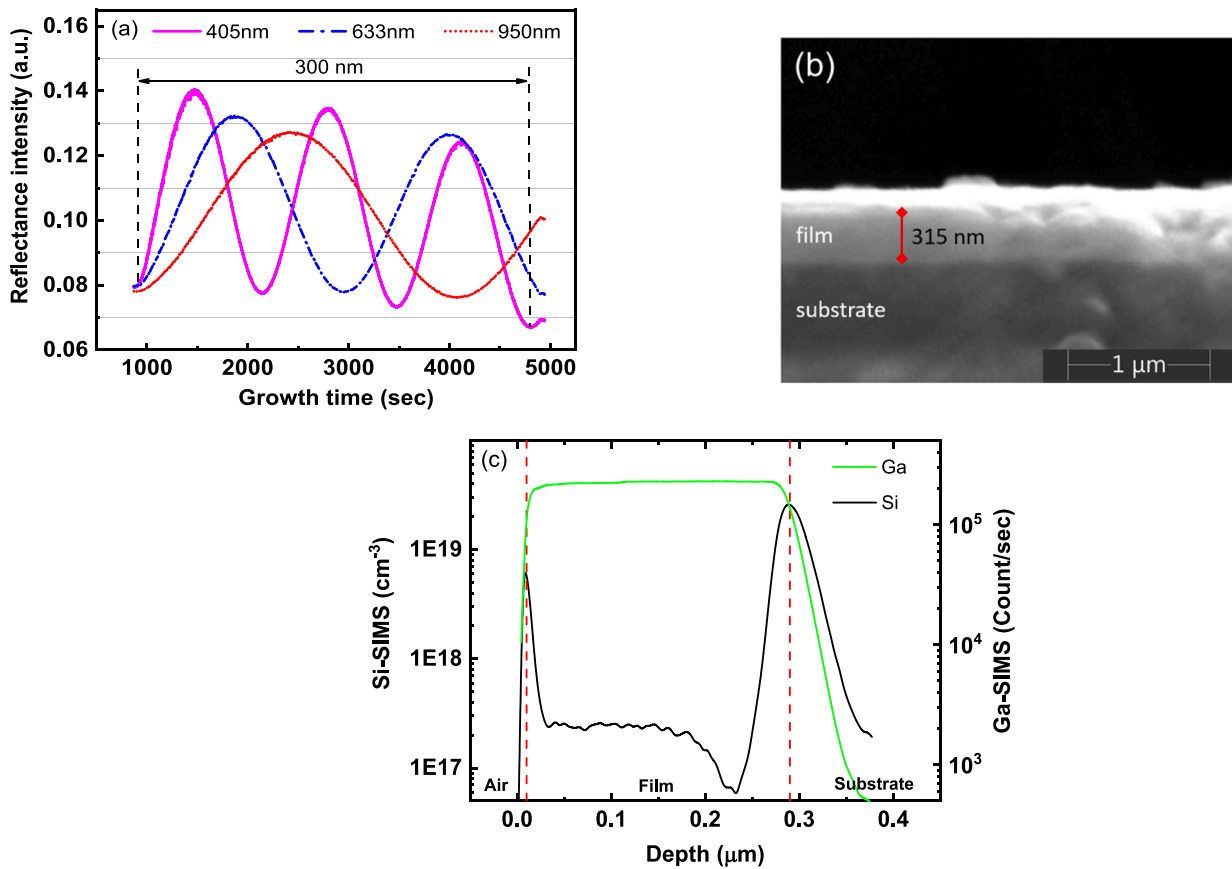 (a)
405nm
633nm
950nm
300 nm
0.16
0.14
0.12
0.10
0.08
0.06
Reflectance intensity (a.u.)
1000
2000
3000
4000
5000
Growth time (sec)
(b)
film
315 nm
substrate
1 μm
(c)
Ga
Si
1E19
1E18
1E17
Si-SIMS (cm⁻³)
10⁵
10⁴
10³
Ga-SIMS (Count/sec)
Air
Film
Substrate
0.0
0.1
0.2
0.3
0.4
Depth (μm)